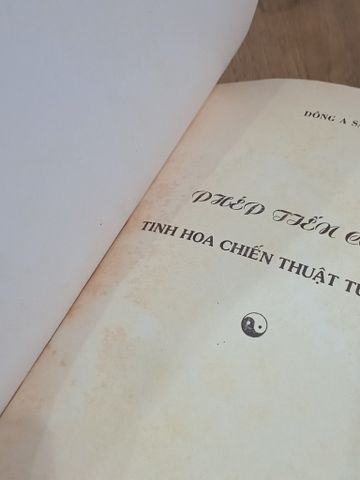 ĐÔNG A
PHÉP TIẾN
TINH HOA CHIẾN THUẬT